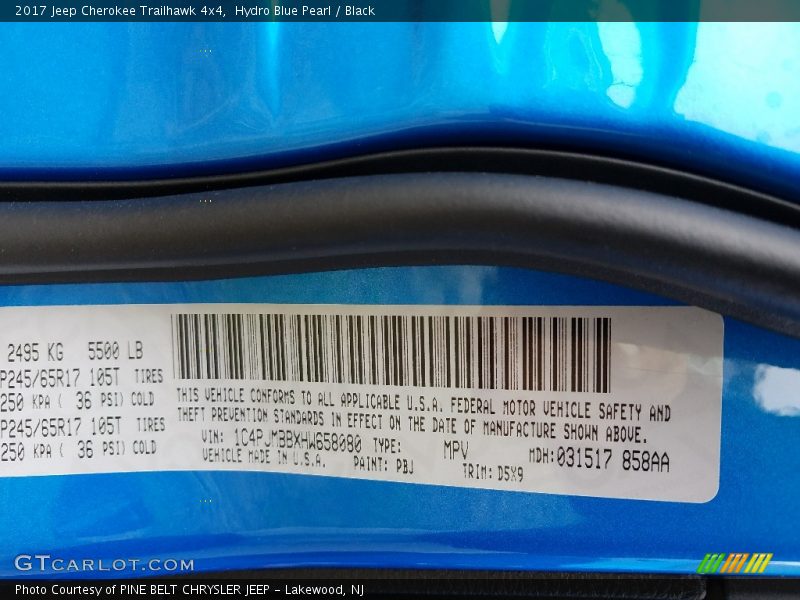 2017 Jeep Cherokee Trailhawk 4x4, Hydro Blue Pearl / Black
2495 KG 5500 LB
P245/65R17 105T TIRES
250 KPA ( 36 PSI) COLD
P245/65R17 105T TIRES
250 KPA ( 36 PSI) COLD
THIS VEHICLE CONFORMS TO ALL APPLICABLE U.S.A. FEDERAL MOTOR VEHICLE SAFETY AND
THEFT PREVENTION STANDARDS IN EFFECT ON THE DATE OF MANUFACTURE SHOWN ABOVE.
VIN: 1C4PJMBBXHW658080 TYPE: MPV MDH: 031517 858AA
VEHICLE MADE IN U.S.A. PAINT: PBJ TRIM: D5X9
GTCARLOT.COM
Photo Courtesy of PINE BELT CHRYSLER JEEP - Lakewood, NJ